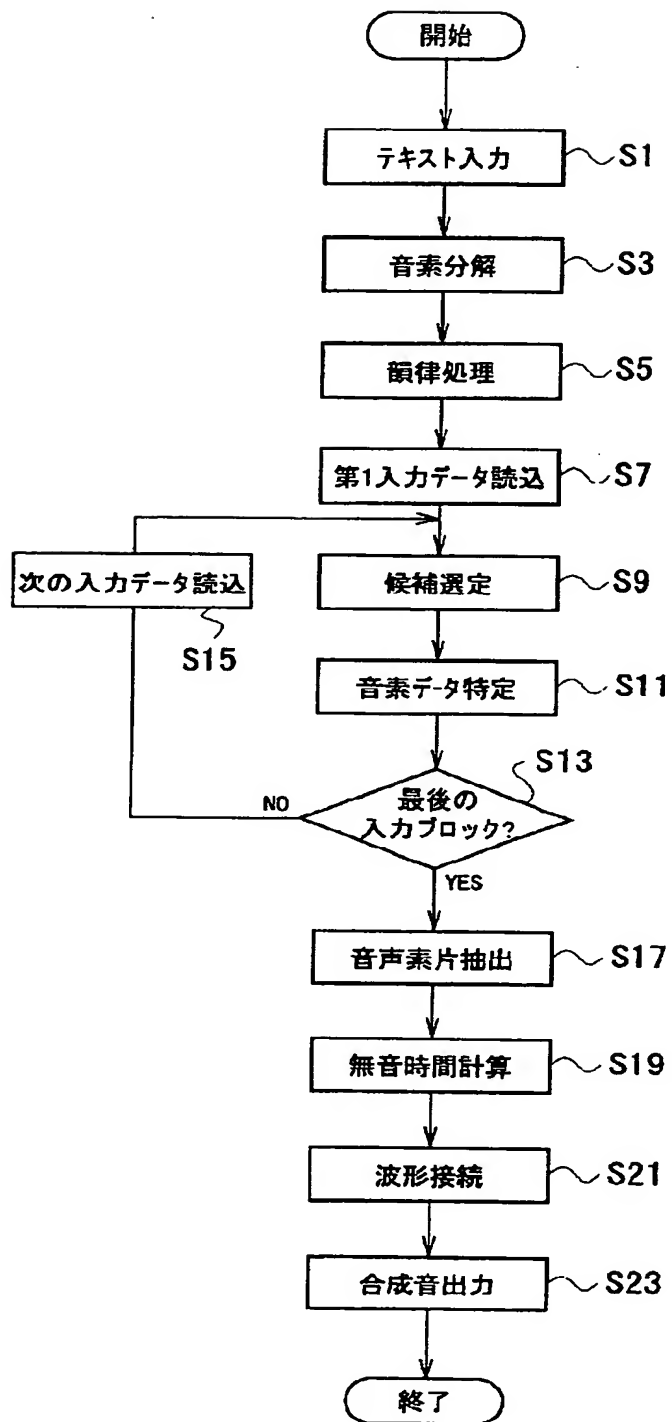 開始
テキスト入力
S1
音素分解
S3
韻律処理
S5
第1入力データ読込
S7
次の入力データ読込
S15
候補選定
S9
音素データ特定
S11
S13
最後の
入力ブロック?
NO
YES
音声素片抽出
S17
無音時間計算
S19
波形接続
S21
合成音出力
S23
終了